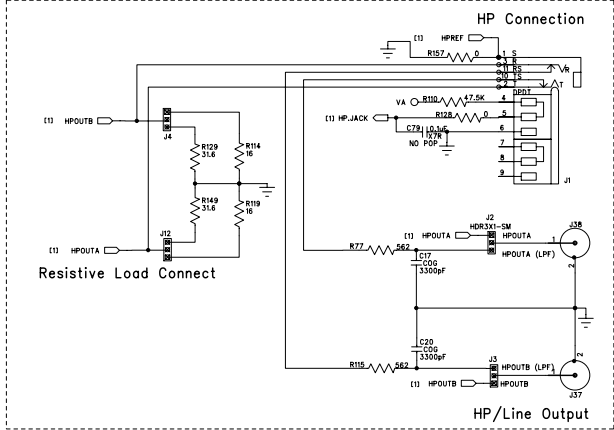 HP Connection
[1] HPREF
R157 0
1 S
3 R
11 RS
10 TS
2 T
R
T
DPDT
VA R110 47.5K 4
[1] HP.JACK R128 0 5
C79 0.1uF 6
X7R
NO POP
7
8
9
J1
[1] HPOUTB
J4
R129
31.6
R114
16
R149
31.6
R119
16
J12
[1] HPOUTA
Resistive Load Connect
J2
HDR3X1-SM
[1] HPOUTA
HPOUTA
HPOUTA (LPF)
1
2
J38
R77 562
C17
COG
3300pF
C20
COG
3300pF
R115 562
J3
HPOUTB (LPF)
[1] HPOUTB
HPOUTB
1
2
J37
HP/Line Output